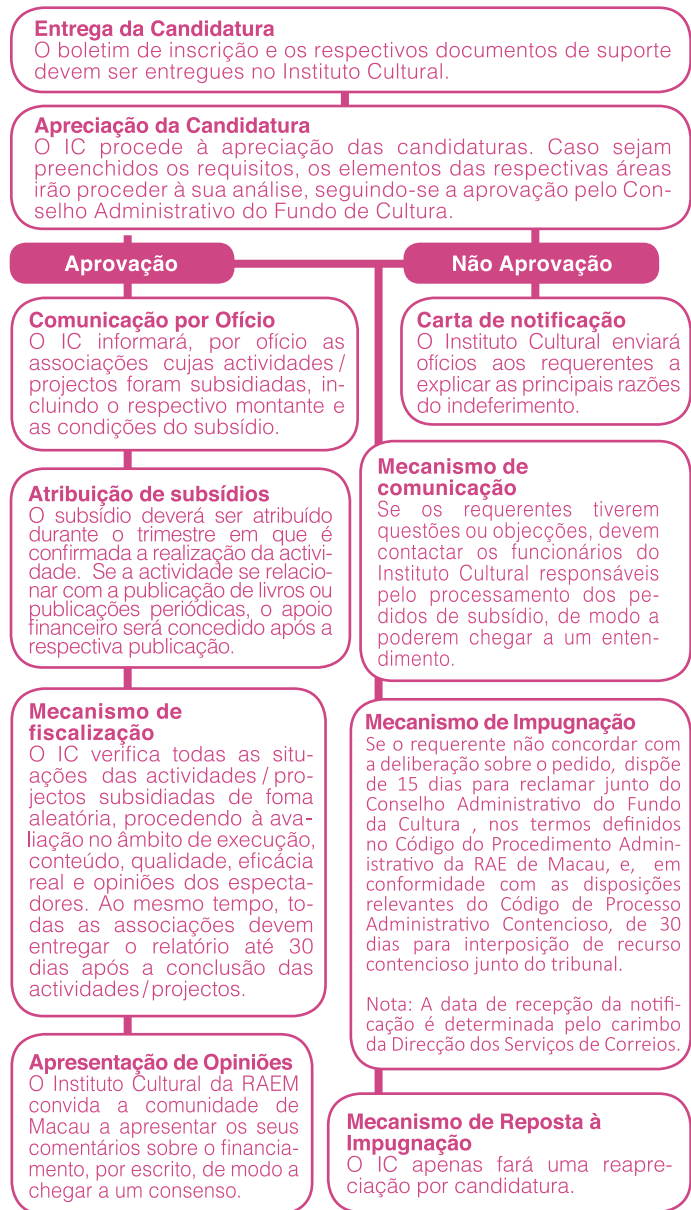 Entrega da Candidatura
O boletim de inscrição e os respectivos documentos de suporte
devem ser entregues no Instituto Cultural.
Apreciação da Candidatura
O IC procede à apreciação das candidaturas. Caso sejam
preenchidos os requisitos, os elementos das respectivas áreas
irão proceder à sua análise, seguindo-se a aprovação pelo Con-
selho Administrativo do Fundo de Cultura.
Aprovação
Comunicação por Ofício
O IC informará, por ofício as
associações cujas actividades /
projectos foram subsidiadas, in-
cluindo o respectivo montante e
as condições do subsídio.
Atribuição de subsídios
O subsídio deverá ser atribuído
durante o trimestre em que é
confirmada a realização da activi-
dade. Se a actividade se relacio-
nar com a publicação de livros ou
publicações periódicas, o apoio
financeiro será concedido após a
respectiva publicação.
Mecanismo de
fiscalização
O IC verifica todas as situ-
ações das actividades / pro-
jectos subsidiadas de foma
aleatória, procedendo à ava-
liação no âmbito de execução,
conteúdo, qualidade, eficácia
real e opiniões dos especta-
dores. Ao mesmo tempo, to-
das as associações devem
entregar o relatório até 30
dias após a conclusão das
actividades / projectos.
Apresentação de Opiniões
O Instituto Cultural da RAEM
convida a comunidade de
Macau a apresentar os seus
comentários sobre o financia-
mento, por escrito, de modo a
chegar a um consenso.
Não Aprovação
Carta de notificação
O Instituto Cultural enviará
ofícios aos requerentes a
explicar as principais razões
do indeferimento.
Mecanismo de
comunicação
Se os requerentes tiverem
questões ou objecções, devem
contactar os funcionários do
Instituto Cultural responsáveis
pelo processamento dos pe-
didos de subsídio, de modo a
poderem chegar a um enten-
dimento.
Mecanismo de Impugnação
Se o requerente não concordar com
a deliberação sobre o pedido, dispõe
de 15 dias para reclamar junto do
Conselho Administrativo do Fundo
da Cultura , nos termos definidos
no Código do Procedimento Admin-
istrativo da RAE de Macau, e, em
conformidade com as disposições
relevantes do Código de Processo
Administrativo Contencioso, de 30
dias para interposição de recurso
contencioso junto do tribunal.
Nota: A data de recepção da notifi-
cação é determinada pelo carimbo
da Direcção dos Serviços de Correios.
Mecanismo de Reposta à
Impugnação
O IC apenas fará uma reapre-
ciação por candidatura.